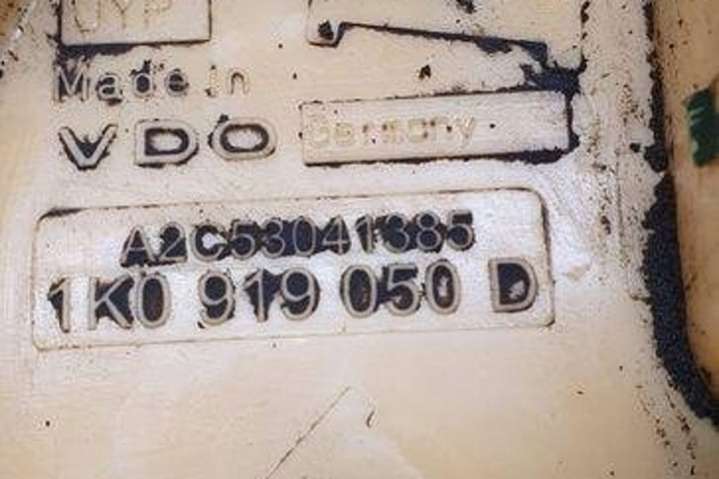 Made in
VDO Germany
A2C53041385
1K0 919 050 D